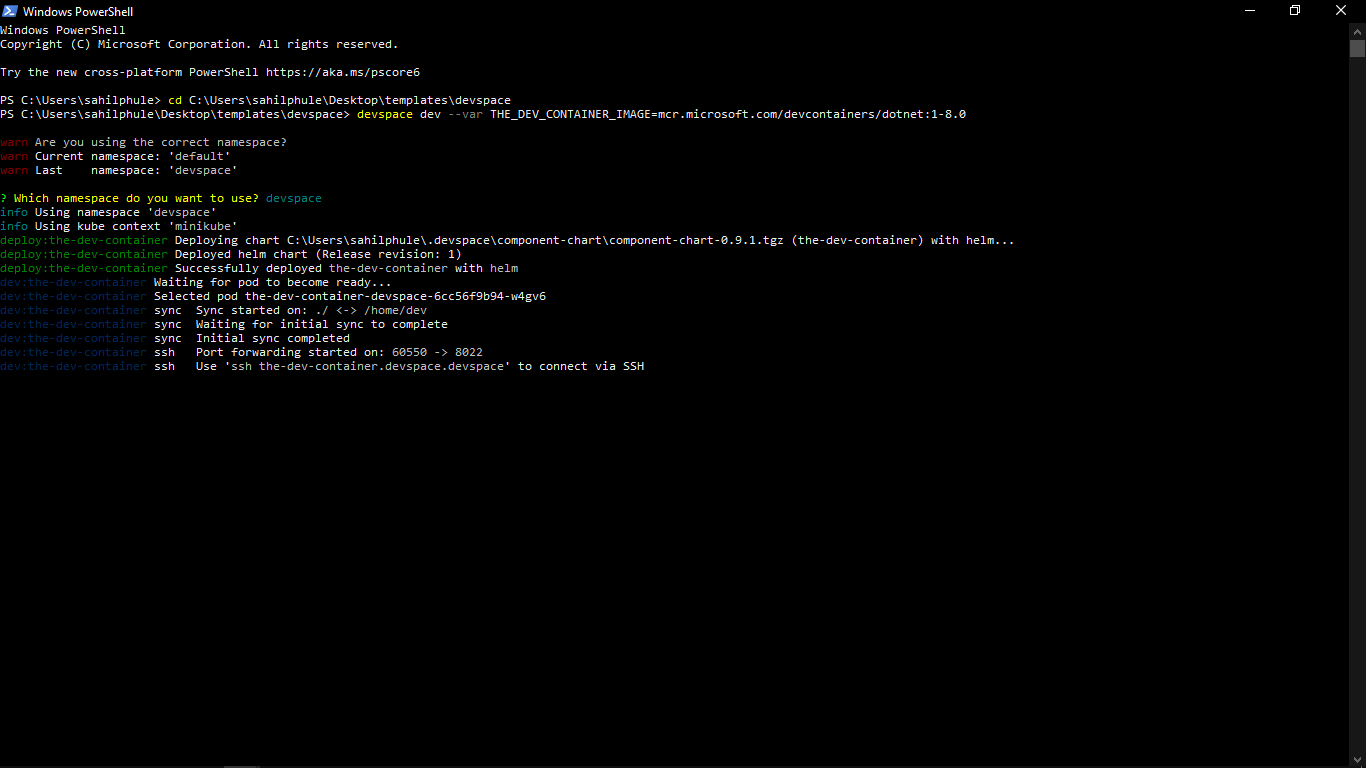 Windows PowerShell
Windows PowerShell
Copyright (C) Microsoft Corporation. All rights reserved.
Try the new cross-platform PowerShell https://aka.ms/pscore6
PS C:\Users\sahilphule> cd C:\Users\sahilphule\Desktop\templates\devspace
PS C:\Users\sahilphule\Desktop\templates\devspace> devspace dev --var THE_DEV_CONTAINER_IMAGE=mcr.microsoft.com/devcontainers/dotnet:1-8.0
warn Are you using the correct namespace?
warn Current namespace: 'default'
warn Last    namespace: 'devspace'
? Which namespace do you want to use? devspace
info Using namespace 'devspace'
info Using kube context 'minikube'
deploy:the-dev-container Deploying chart C:\Users\sahilphule\.devspace\component-chart\component-chart-0.9.1.tgz (the-dev-container) with helm...
deploy:the-dev-container Deployed helm chart (Release revision: 1)
deploy:the-dev-container Successfully deployed the-dev-container with helm
dev:the-dev-container Waiting for pod to become ready...
dev:the-dev-container Selected pod the-dev-container-devspace-6cc56f9b94-w4gv6
dev:the-dev-container sync  Sync started on: ./ <-> /home/dev
dev:the-dev-container sync  Waiting for initial sync to complete
dev:the-dev-container sync  Initial sync completed
dev:the-dev-container ssh   Port forwarding started on: 60550 -> 8022
dev:the-dev-container ssh   Use 'ssh the-dev-container.devspace.devspace' to connect via SSH